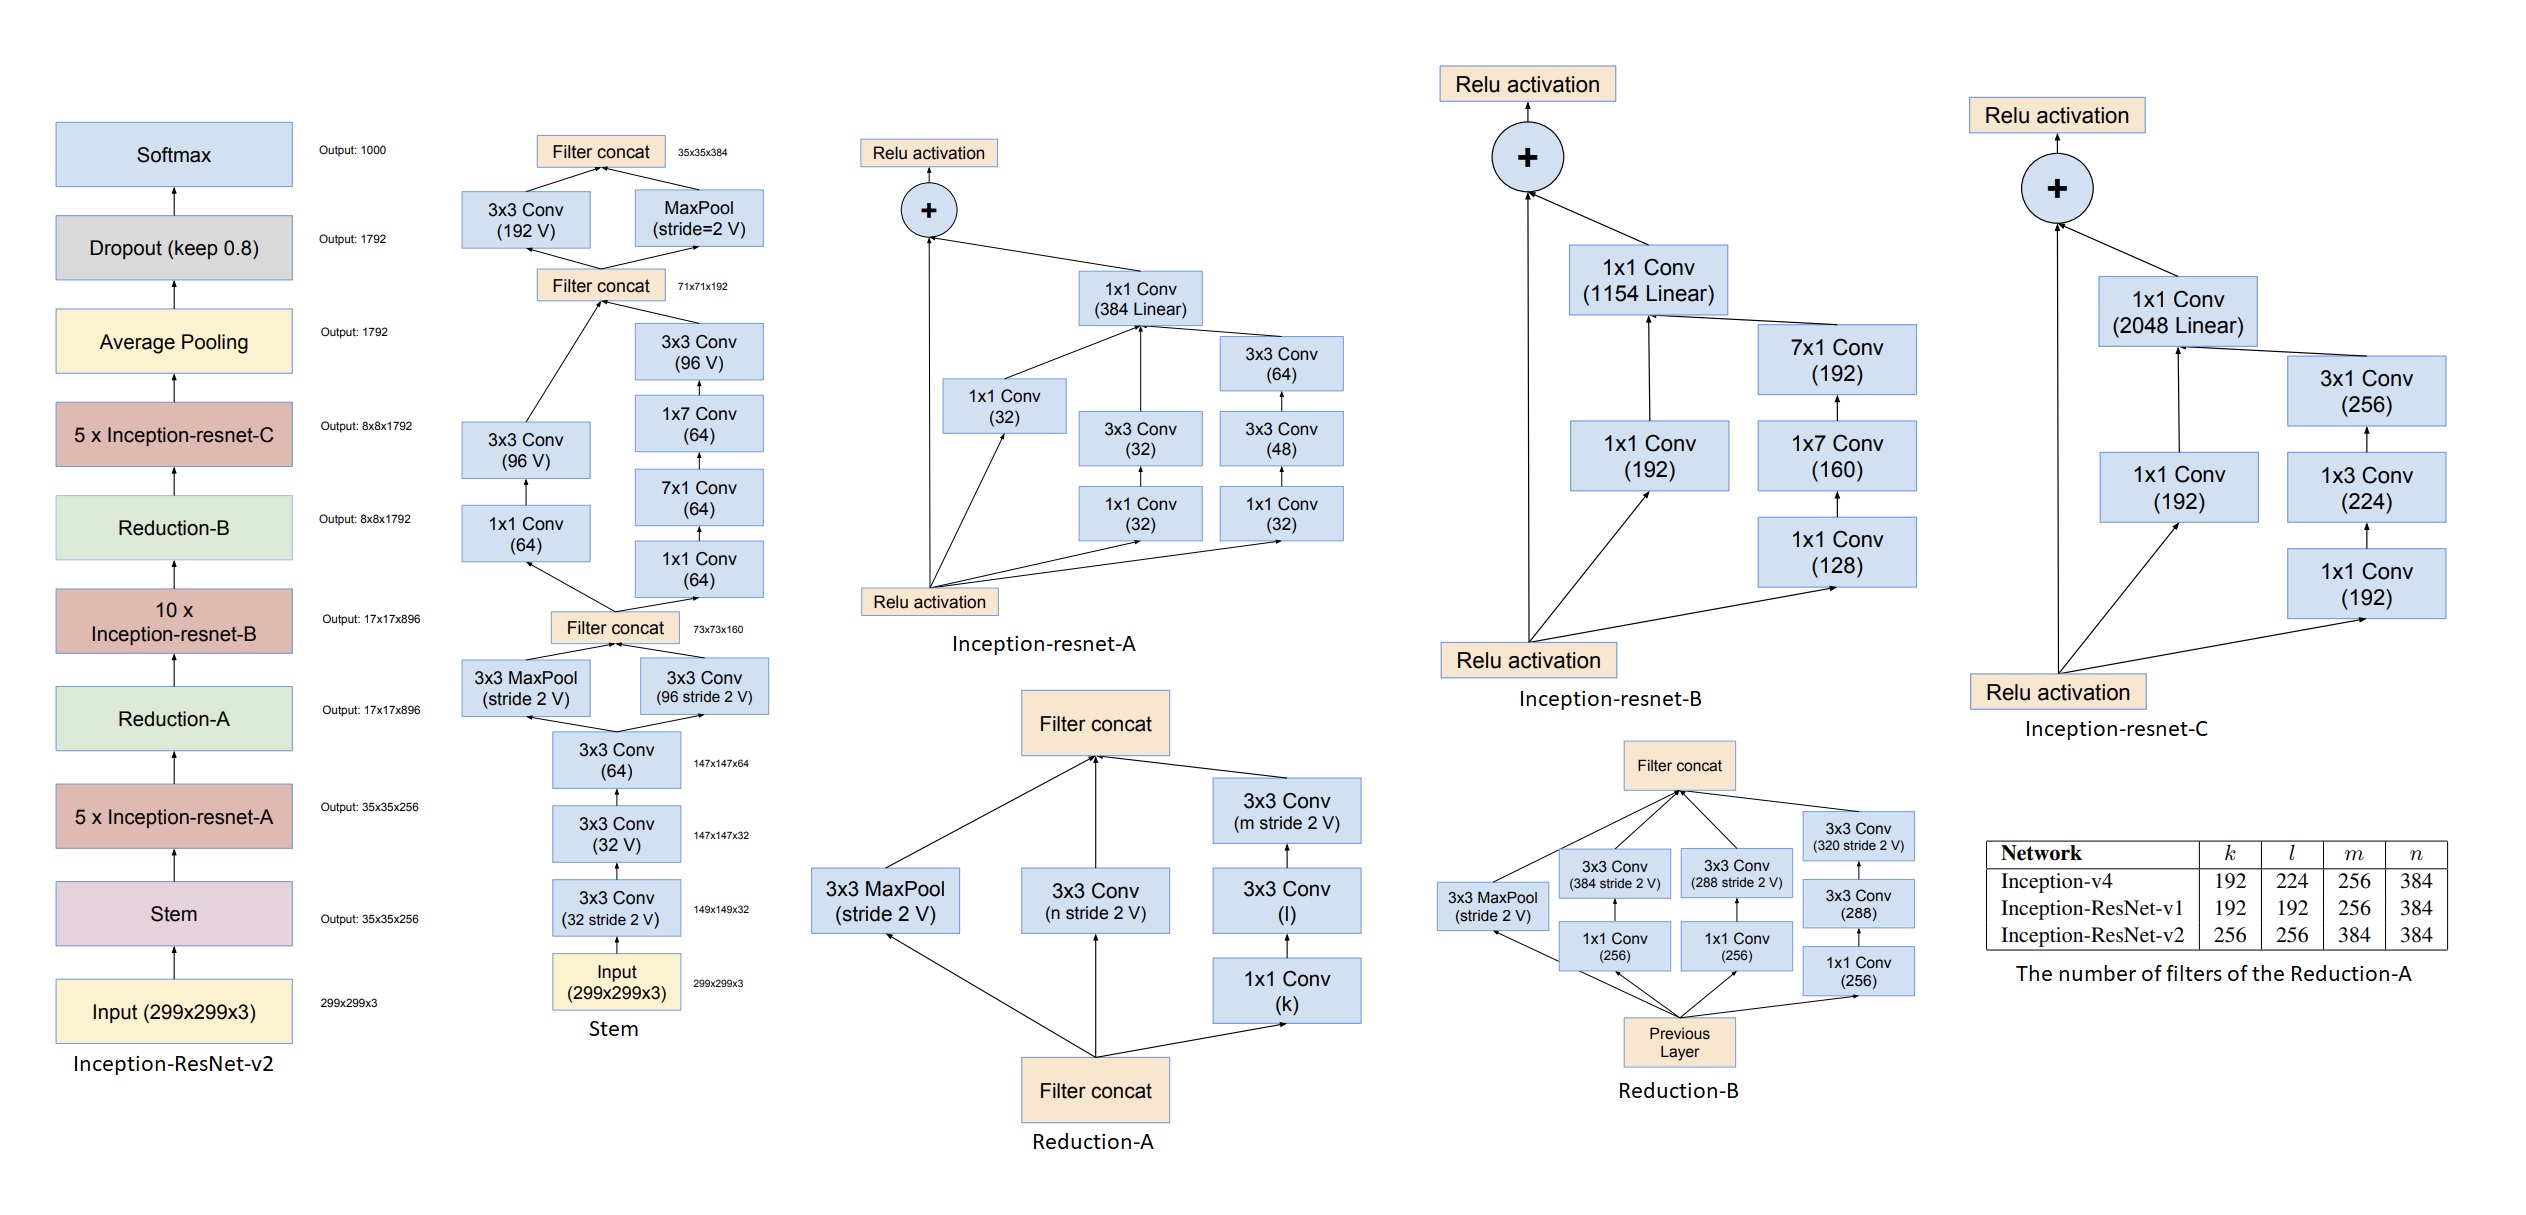 Softmax
Output: 1000
Dropout (keep 0.8)
Output: 1792
Average Pooling
Output: 1792
5 x Inception-resnet-C
Output: 8x8x1792
Reduction-B
Output: 8x8x1792
10 x
Inception-resnet-B
Output: 17x17x896
Reduction-A
Output: 17x17x896
5 x Inception-resnet-A
Output: 35x35x256
Stem
Output: 35x35x256
Input (299x299x3)
299x299x3
Inception-ResNet-v2
Filter concat
35x35x384
3x3 Conv
(192 V)
MaxPool
(stride=2 V)
Filter concat
71x71x192
3x3 Conv
(96 V)
1x7 Conv
(64)
3x3 Conv
(96 V)
7x1 Conv
(64)
1x1 Conv
(64)
1x1 Conv
(64)
Filter concat
73x73x160
3x3 MaxPool
(stride 2 V)
3x3 Conv
(96 stride 2 V)
3x3 Conv
(64)
147x147x64
3x3 Conv
(32 V)
147x147x32
3x3 Conv
(32 stride 2 V)
149x149x32
Input
(299x299x3)
299x299x3
Stem
Relu activation
+
1x1 Conv
(384 Linear)
3x3 Conv
(64)
1x1 Conv
(32)
3x3 Conv
(32)
3x3 Conv
(48)
1x1 Conv
(32)
1x1 Conv
(32)
Relu activation
Inception-resnet-A
Filter concat
3x3 Conv
(m stride 2 V)
3x3 MaxPool
(stride 2 V)
3x3 Conv
(n stride 2 V)
3x3 Conv
(l)
1x1 Conv
(k)
Filter concat
Reduction-A
Relu activation
+
1x1 Conv
(1154 Linear)
7x1 Conv
(192)
1x1 Conv
(192)
1x7 Conv
(160)
1x1 Conv
(128)
Relu activation
Inception-resnet-B
Filter concat
3x3 Conv
(320 stride 2 V)
3x3 Conv
(384 stride 2 V)
3x3 Conv
(288 stride 2 V)
3x3 MaxPool
(stride 2 V)
3x3 Conv
(288)
1x1 Conv
(256)
1x1 Conv
(256)
1x1 Conv
(256)
Previous
Layer
Reduction-B
Relu activation
+
1x1 Conv
(2048 Linear)
3x1 Conv
(256)
1x1 Conv
(192)
1x3 Conv
(224)
1x1 Conv
(192)
Relu activation
Inception-resnet-C
Network k l m n
Inception-v4 192 224 256 384
Inception-ResNet-v1 192 192 256 384
Inception-ResNet-v2 256 256 384 384
The number of filters of the Reduction-A